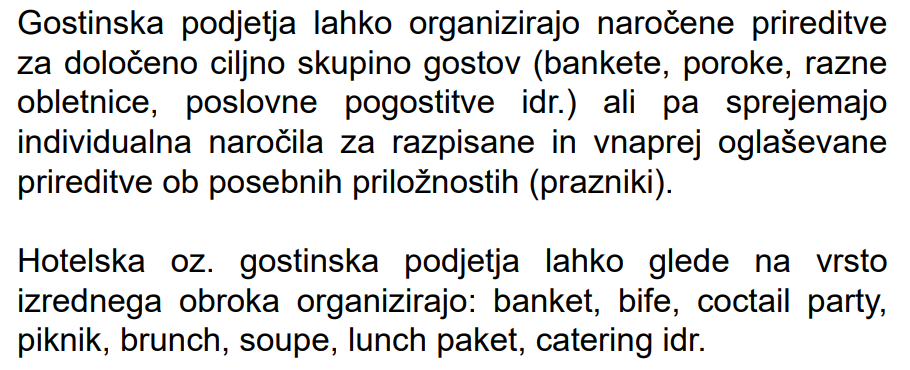 Gostinska podjetja lahko organizirajo naročene prireditve
za določeno ciljno skupino gostov (bankete, poroke, razne
obletnice, poslovne pogostitve idr.) ali pa sprejemajo
individualna naročila za razpisane in vnaprej oglaševane
prireditve ob posebnih priložnostih (prazniki).
Hotelska oz. gostinska podjetja lahko glede na vrsto
izrednega obroka organizirajo: banket, bife, coctail party,
piknik, brunch, soupe, lunch paket, catering idr.